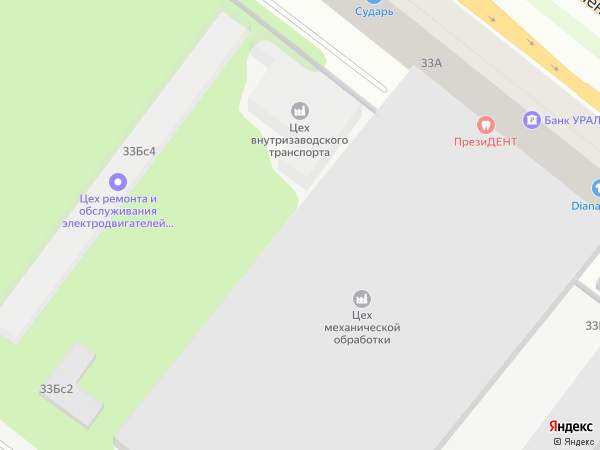 Сударь
33А
Цех
внутризаводского
транспорта
ПрезиДЕНТ
Банк УРАЛ
33Бс4
Цех ремонта и
обслуживания
электродвигателей...
Diana
Цех
механической
обработки
33Бс2
Яндекс
© Яндекс